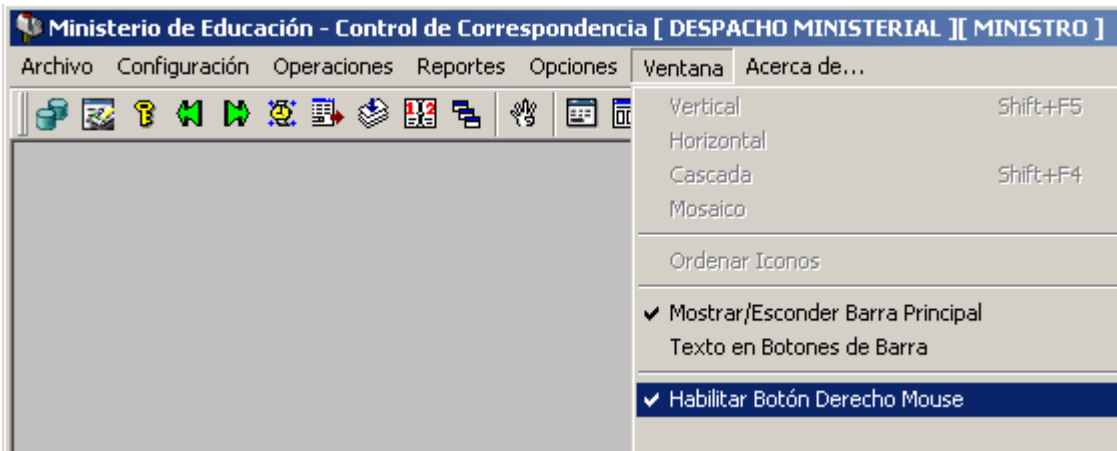 Ministerio de Educación - Control de Correspondencia [ DESPACHO MINISTERIAL ][ MINISTRO ]
Archivo Configuración Operaciones Reportes Opciones Ventana Acerca de...
Vertical Shift+F5
Horizontal
Cascada Shift+F4
Mosaico
Ordenar Iconos
Mostrar/Esconder Barra Principal
Texto en Botones de Barra
Habilitar Botón Derecho Mouse